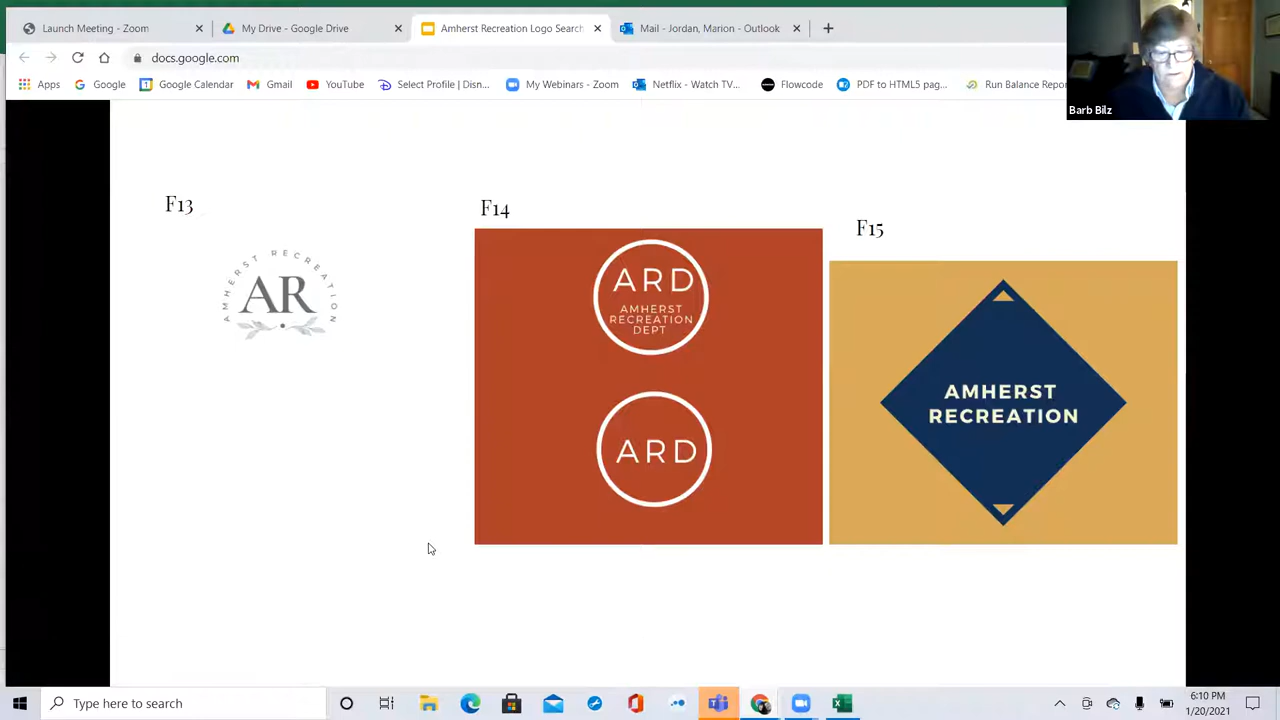 Launch Meeting - Zoom
My Drive - Google Drive
Amherst Recreation Logo Search
Mail - Jordan, Marion - Outlook
docs.google.com
Apps
Google
Google Calendar
Gmail
YouTube
Select Profile | Disn...
My Webinars - Zoom
Netflix - Watch TV...
Flowcode
PDF to HTML5 pag...
Run Balance Repor
Barb Bilz
F13
AMHERST RECREATION
AR
F14
ARD
AMHERST
RECREATION
DEPT
ARD
F15
AMHERST
RECREATION
Type here to search
6:10 PM
1/20/2021